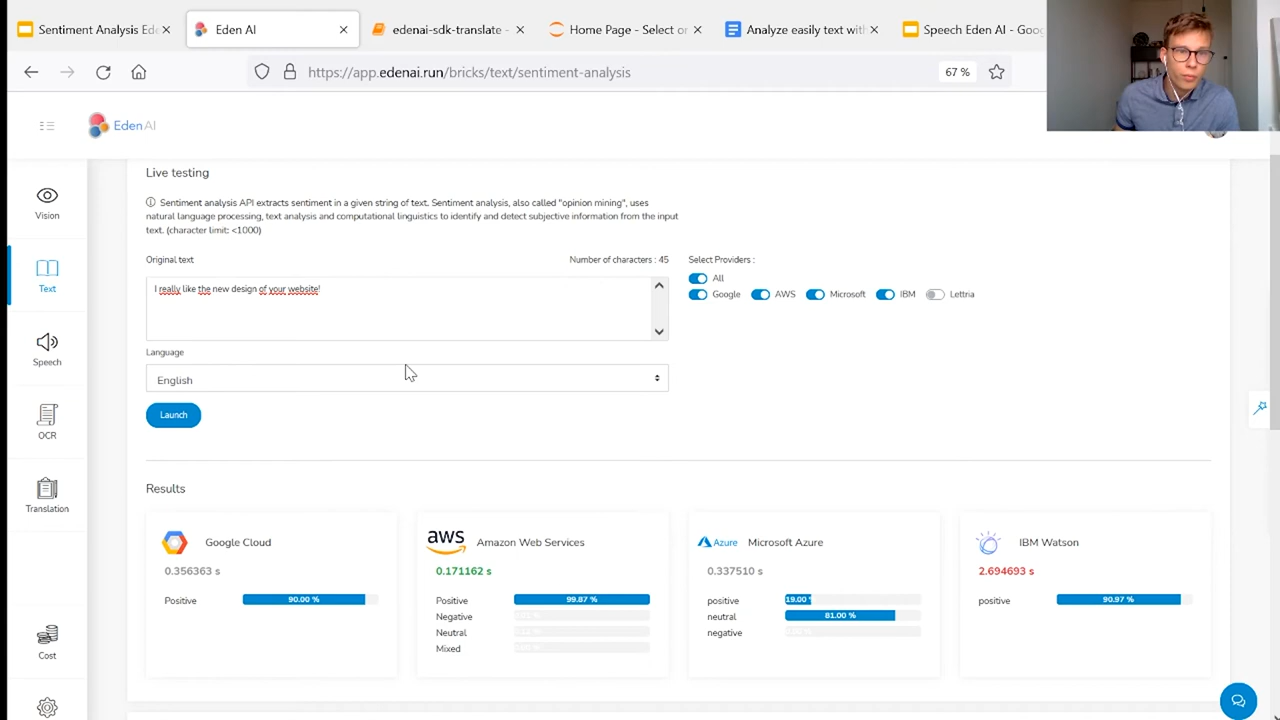 Sentiment Analysis Ed
Eden AI
edenai-sdk-translate -
Home Page - Select or
Analyze easily text with
Speech Eden AI - Goo
https://app.edenai.run/bricks/text/sentiment-analysis
67 %
Eden AI
Vision
Text
Speech
OCR
Translation
Cost
Live testing
Sentiment analysis API extracts sentiment in a given string of text. Sentiment analysis, also called "opinion mining", uses
natural language processing, text analysis and computational linguistics to identify and detect subjective information from the input
text. (character limit: <1000)
Original text
Number of characters : 45
I really like the new design of your website!
Language
English
Launch
Select Providers :
All
Google AWS Microsoft IBM Lettria
Results
Google Cloud
0.356363 s
Positive 90.00 %
aws Amazon Web Services
0.171162 s
Positive 99.87 %
Negative
Neutral
Mixed
Azure Microsoft Azure
0.337510 s
positive 19.00
neutral 81.00 %
negative
IBM Watson
2.694693 s
positive 90.97 %